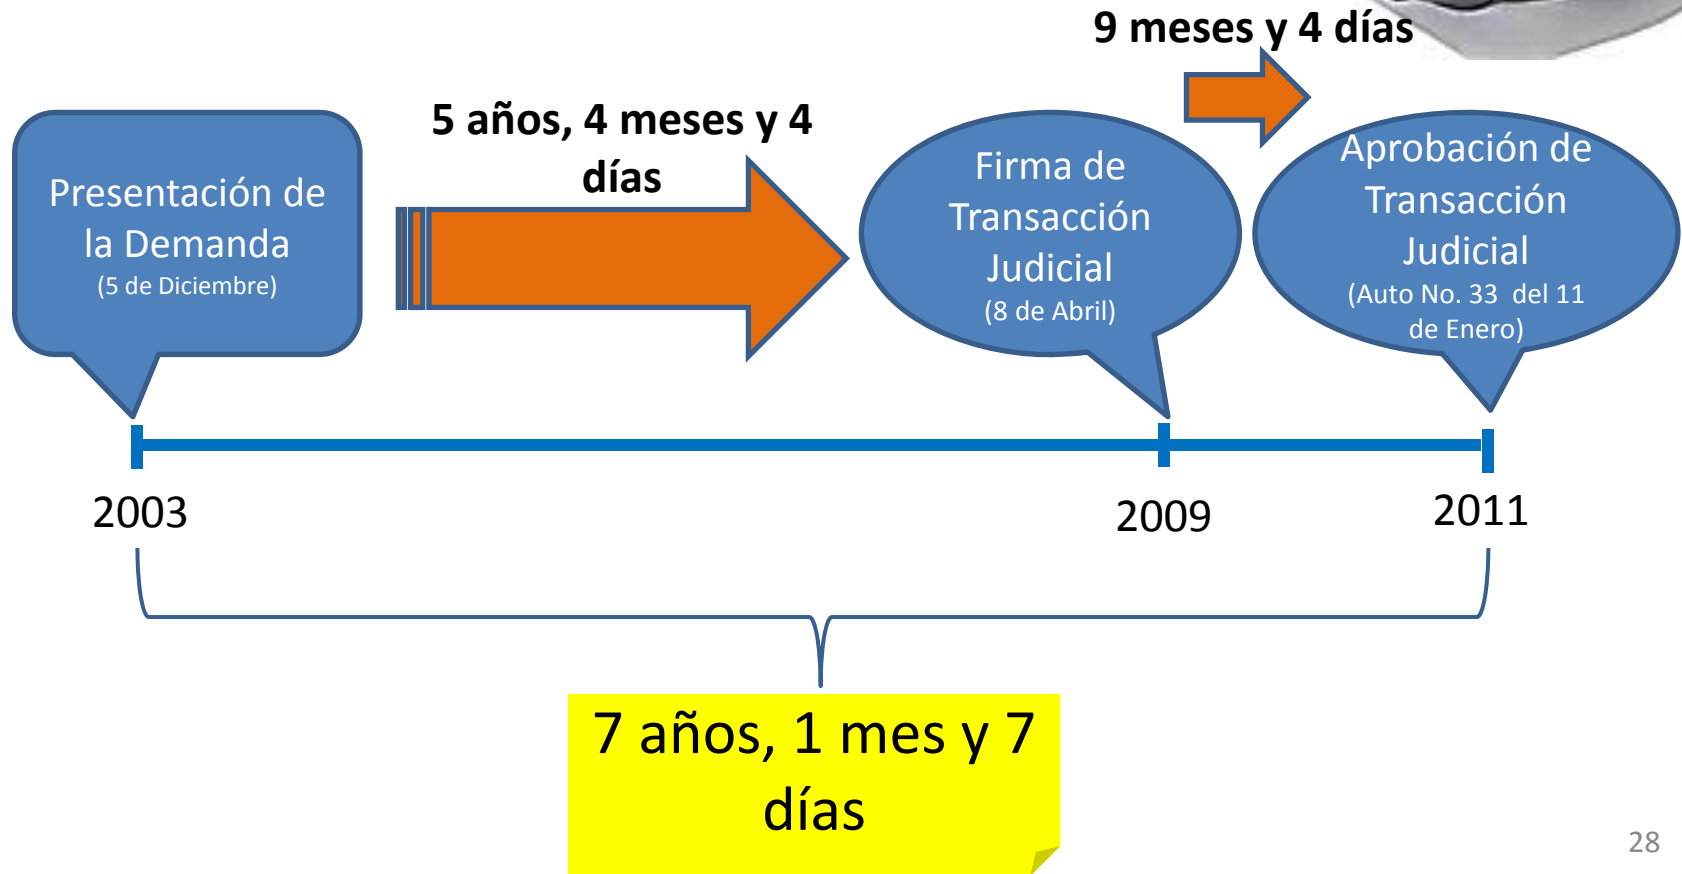 9 meses y 4 días
5 años, 4 meses y 4
días
Presentación de
la Demanda
(5 de Diciembre)
Firma de
Transacción
Judicial
(8 de Abril)
Aprobación de
Transacción
Judicial
(Auto No. 33 del 11
de Enero)
2003
2009
2011
7 años, 1 mes y 7
días
28